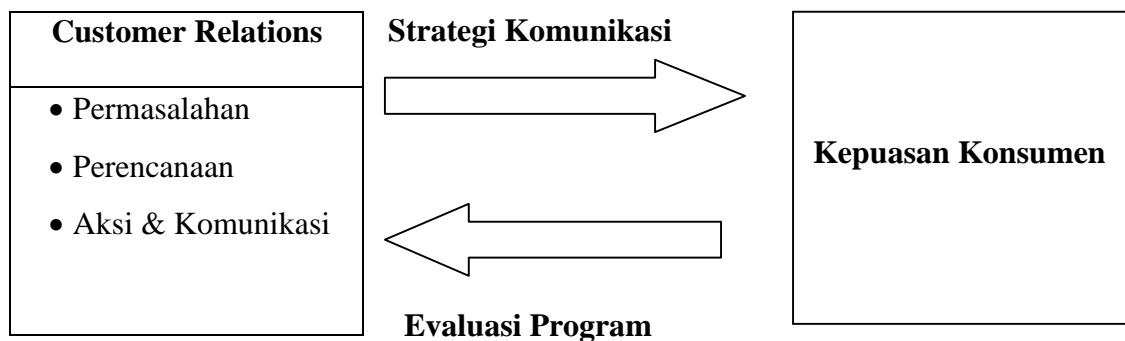 Customer Relations
• Permasalahan
• Perencanaan
• Aksi & Komunikasi
Strategi Komunikasi
Evaluasi Program
Kepuasan Konsumen